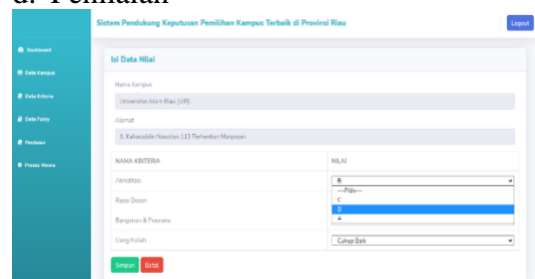 d. Penilaian
Sistem Pendukung Keputusan Pemilihan Kampus Terbaik di Provinsi Riau
Logout
Dashboard
Data Kampus
Data Kriteria
Data Fuzzy
Penilaian
Proses Moora
Isi Data Nilai
Nama Kampus
Universitas Islam Riau (UIR)
Alamat
Jl. Kaharuddin Nasution 113 Perhentian Marpoyan
NAMA KRITERIA NILAI
Akreditasi B
---Pilih---
C
B
A
Rasio Dosen
Bangunan &
Uang Kuliah Cukup Baik
Simpan Batal